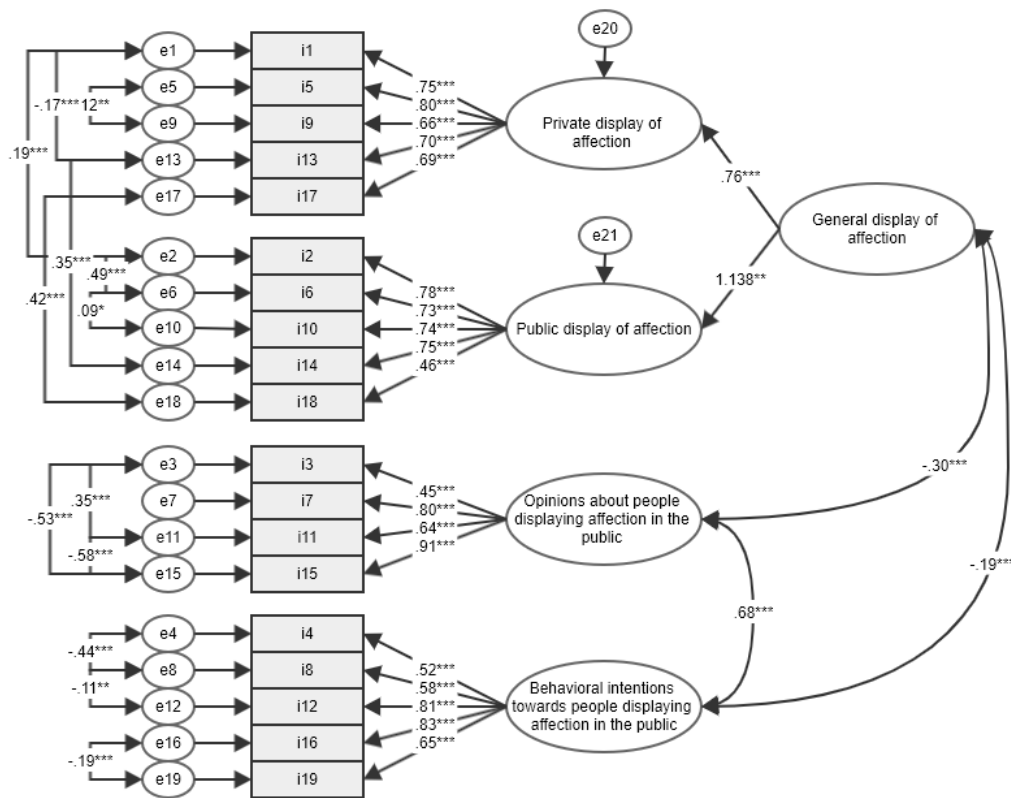 e20
e1
i1
e5
i5
.75***
-.17***
12**
.80***
e9
i9
.66***
Private display of
affection
.70***
.19***
e13
i13
.69***
.76***
e17
i17
General display of
affection
e21
e2
i2
.35***
.49***
e6
i6
.78***
1.138**
.42***
.73***
.09*
e10
i10
.74***
Public display of affection
.75***
e14
i14
.46***
e18
i18
e3
i3
-.30***
.45***
.35***
e7
i7
.80***
Opinions about people
displaying affection in the
public
-.53***
.64***
e11
i11
.91***
-.58***
e15
i15
-.19***
.68***
e4
i4
-.44***
.52***
e8
i8
.58***
-.11**
Behavioral intentions
towards people displaying
affection in the public
e12
i12
.81***
.83***
e16
i16
.65***
-.19***
e19
i19